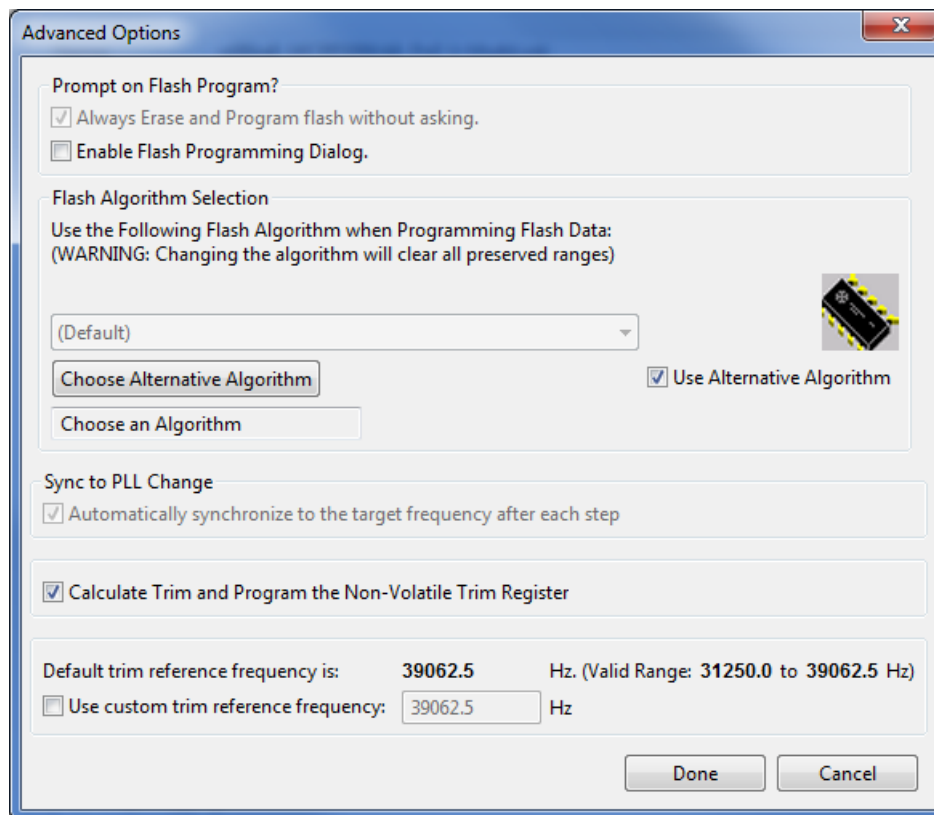 Advanced Options
Prompt on Flash Program?
Always Erase and Program flash without asking.
Enable Flash Programming Dialog.
Flash Algorithm Selection
Use the Following Flash Algorithm when Programming Flash Data:
(WARNING: Changing the algorithm will clear all preserved ranges)
(Default)
Choose Alternative Algorithm
Use Alternative Algorithm
Choose an Algorithm
Sync to PLL Change
Automatically synchronize to the target frequency after each step
Calculate Trim and Program the Non-Volatile Trim Register
Default trim reference frequency is: 39062.5 Hz. (Valid Range: 31250.0 to 39062.5 Hz)
Use custom trim reference frequency: 39062.5 Hz
Done Cancel